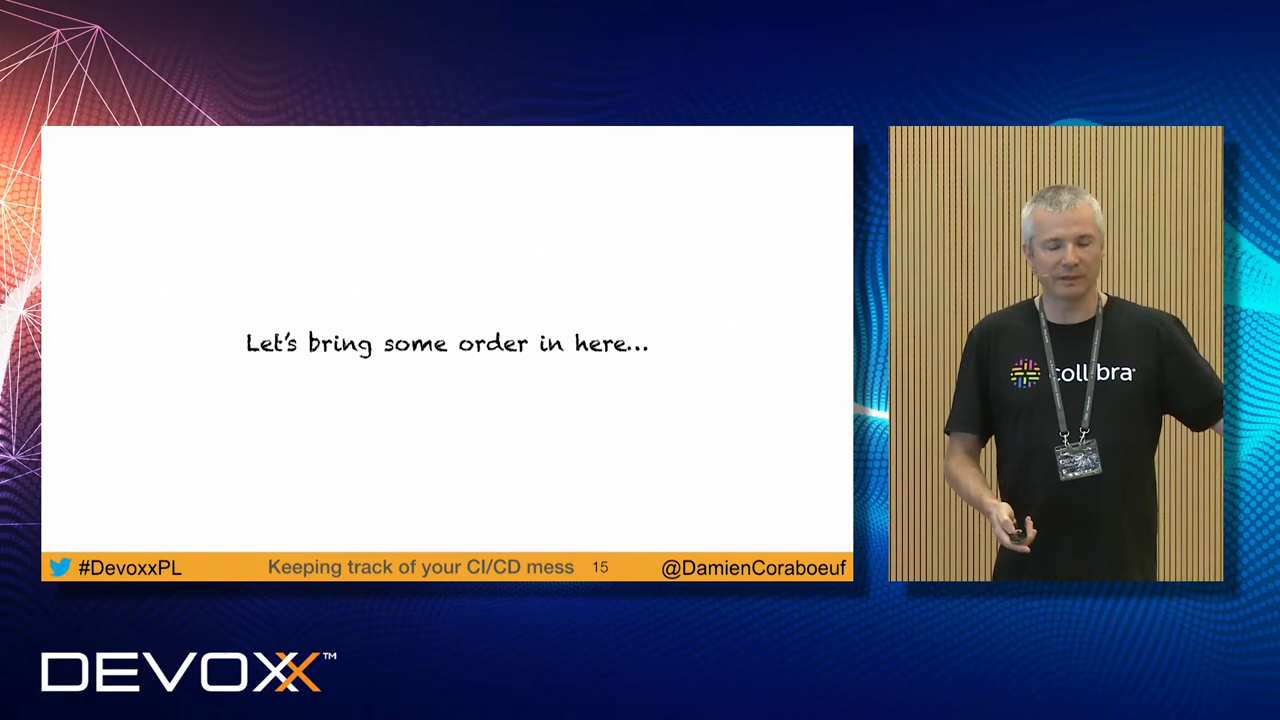 Let's bring some order in here...
#DevoxxPL
Keeping track of your CI/CD mess
15
@DamienCoraboeuf
collibra
DEVOXX™